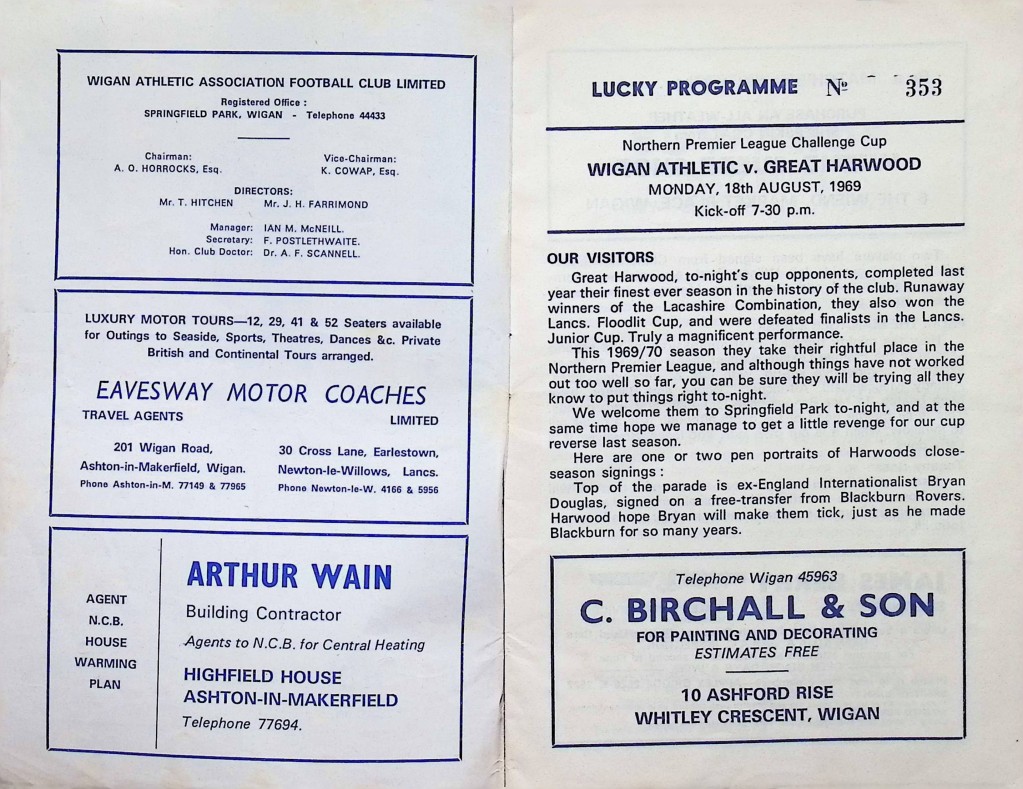 WIGAN ATHLETIC ASSOCIATION FOOTBALL CLUB LIMITED
Registered Office :
SPRINGFIELD PARK, WIGAN - Telephone 44433
Chairman:
A. O. HORROCKS, Esq.
Vice-Chairman:
K. COWAP, Esq.
DIRECTORS:
Mr. T. HITCHEN Mr. J. H. FARRIMOND
Manager: IAN M. McNEILL.
Secretary: F. POSTLETHWAITE.
Hon. Club Doctor: Dr. A. F. SCANNELL.
LUXURY MOTOR TOURS—12, 29, 41 & 52 Seaters available
for Outings to Seaside, Sports, Theatres, Dances &c. Private
British and Continental Tours arranged.
EAVESWAY MOTOR COACHES
TRAVEL AGENTS LIMITED
201 Wigan Road,
Ashton-in-Makerfield, Wigan.
Phone Ashton-in-M. 77149 & 77965
30 Cross Lane, Earlestown,
Newton-le-Willows, Lancs.
Phone Newton-le-W. 4166 & 5956
AGENT
N.C.B.
HOUSE
WARMING
PLAN
ARTHUR WAIN
Building Contractor
Agents to N.C.B. for Central Heating
HIGHFIELD HOUSE
ASHTON-IN-MAKERFIELD
Telephone 77694.
LUCKY PROGRAMME Nº 353
Northern Premier League Challenge Cup
WIGAN ATHLETIC v. GREAT HARWOOD
MONDAY, 18th AUGUST, 1969
Kick-off 7-30 p.m.
OUR VISITORS
Great Harwood, to-night's cup opponents, completed last
year their finest ever season in the history of the club. Runaway
winners of the Lacashire Combination, they also won the
Lancs. Floodlit Cup, and were defeated finalists in the Lancs.
Junior Cup. Truly a magnificent performance.
This 1969/70 season they take their rightful place in the
Northern Premier League, and although things have not worked
out too well so far, you can be sure they will be trying all they
know to put things right to-night.
We welcome them to Springfield Park to-night, and at the
same time hope we manage to get a little revenge for our cup
reverse last season.
Here are one or two pen portraits of Harwoods close-
season signings :
Top of the parade is ex-England Internationalist Bryan
Douglas, signed on a free-transfer from Blackburn Rovers.
Harwood hope Bryan will make them tick, just as he made
Blackburn for so many years.
Telephone Wigan 45963
C. BIRCHALL & SON
FOR PAINTING AND DECORATING
ESTIMATES FREE
10 ASHFORD RISE
WHITLEY CRESCENT, WIGAN